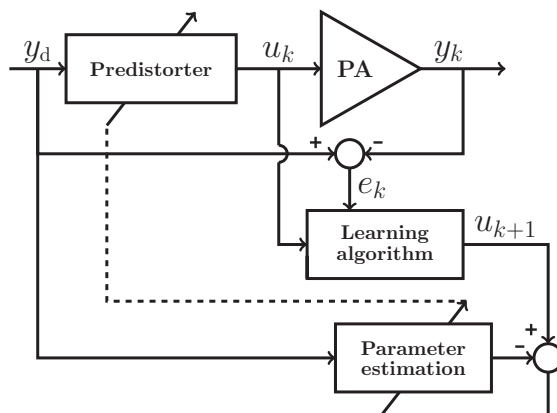 y_d
Predistorter
u_k
PA
y_k
+
-
e_k
Learning
algorithm
u_{k+1}
+
-
Parameter
estimation